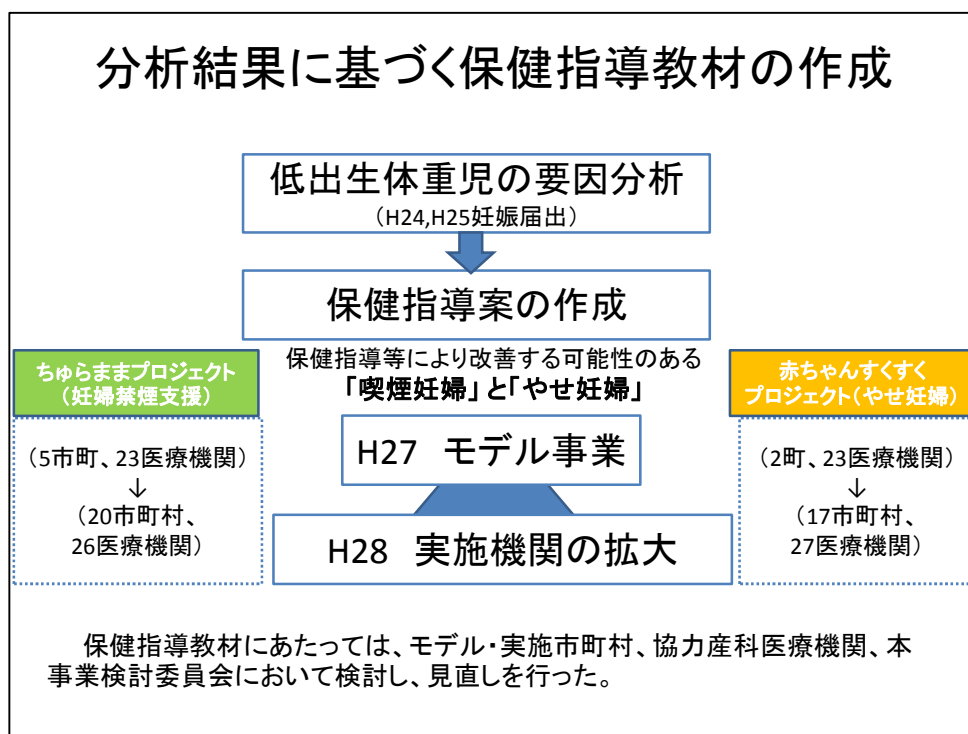 分析結果に基づく保健指導教材の作成
低出生体重児の要因分析
（H24,H25妊娠届出）
保健指導案の作成
保健指導等により改善する可能性のある
「喫煙妊婦」と「やせ妊婦」
ちゅらままプロジェクト
（妊婦禁煙支援）
（5市町、23医療機関）
↓
（20市町村、
26医療機関）
H27　モデル事業
H28　実施機関の拡大
赤ちゃんすくすく
プロジェクト（やせ妊婦）
（2町、23医療機関）
↓
（17市町村、
27医療機関）
保健指導教材にあたっては、モデル・実施市町村、協力産科医療機関、本
事業検討委員会において検討し、見直しを行った。